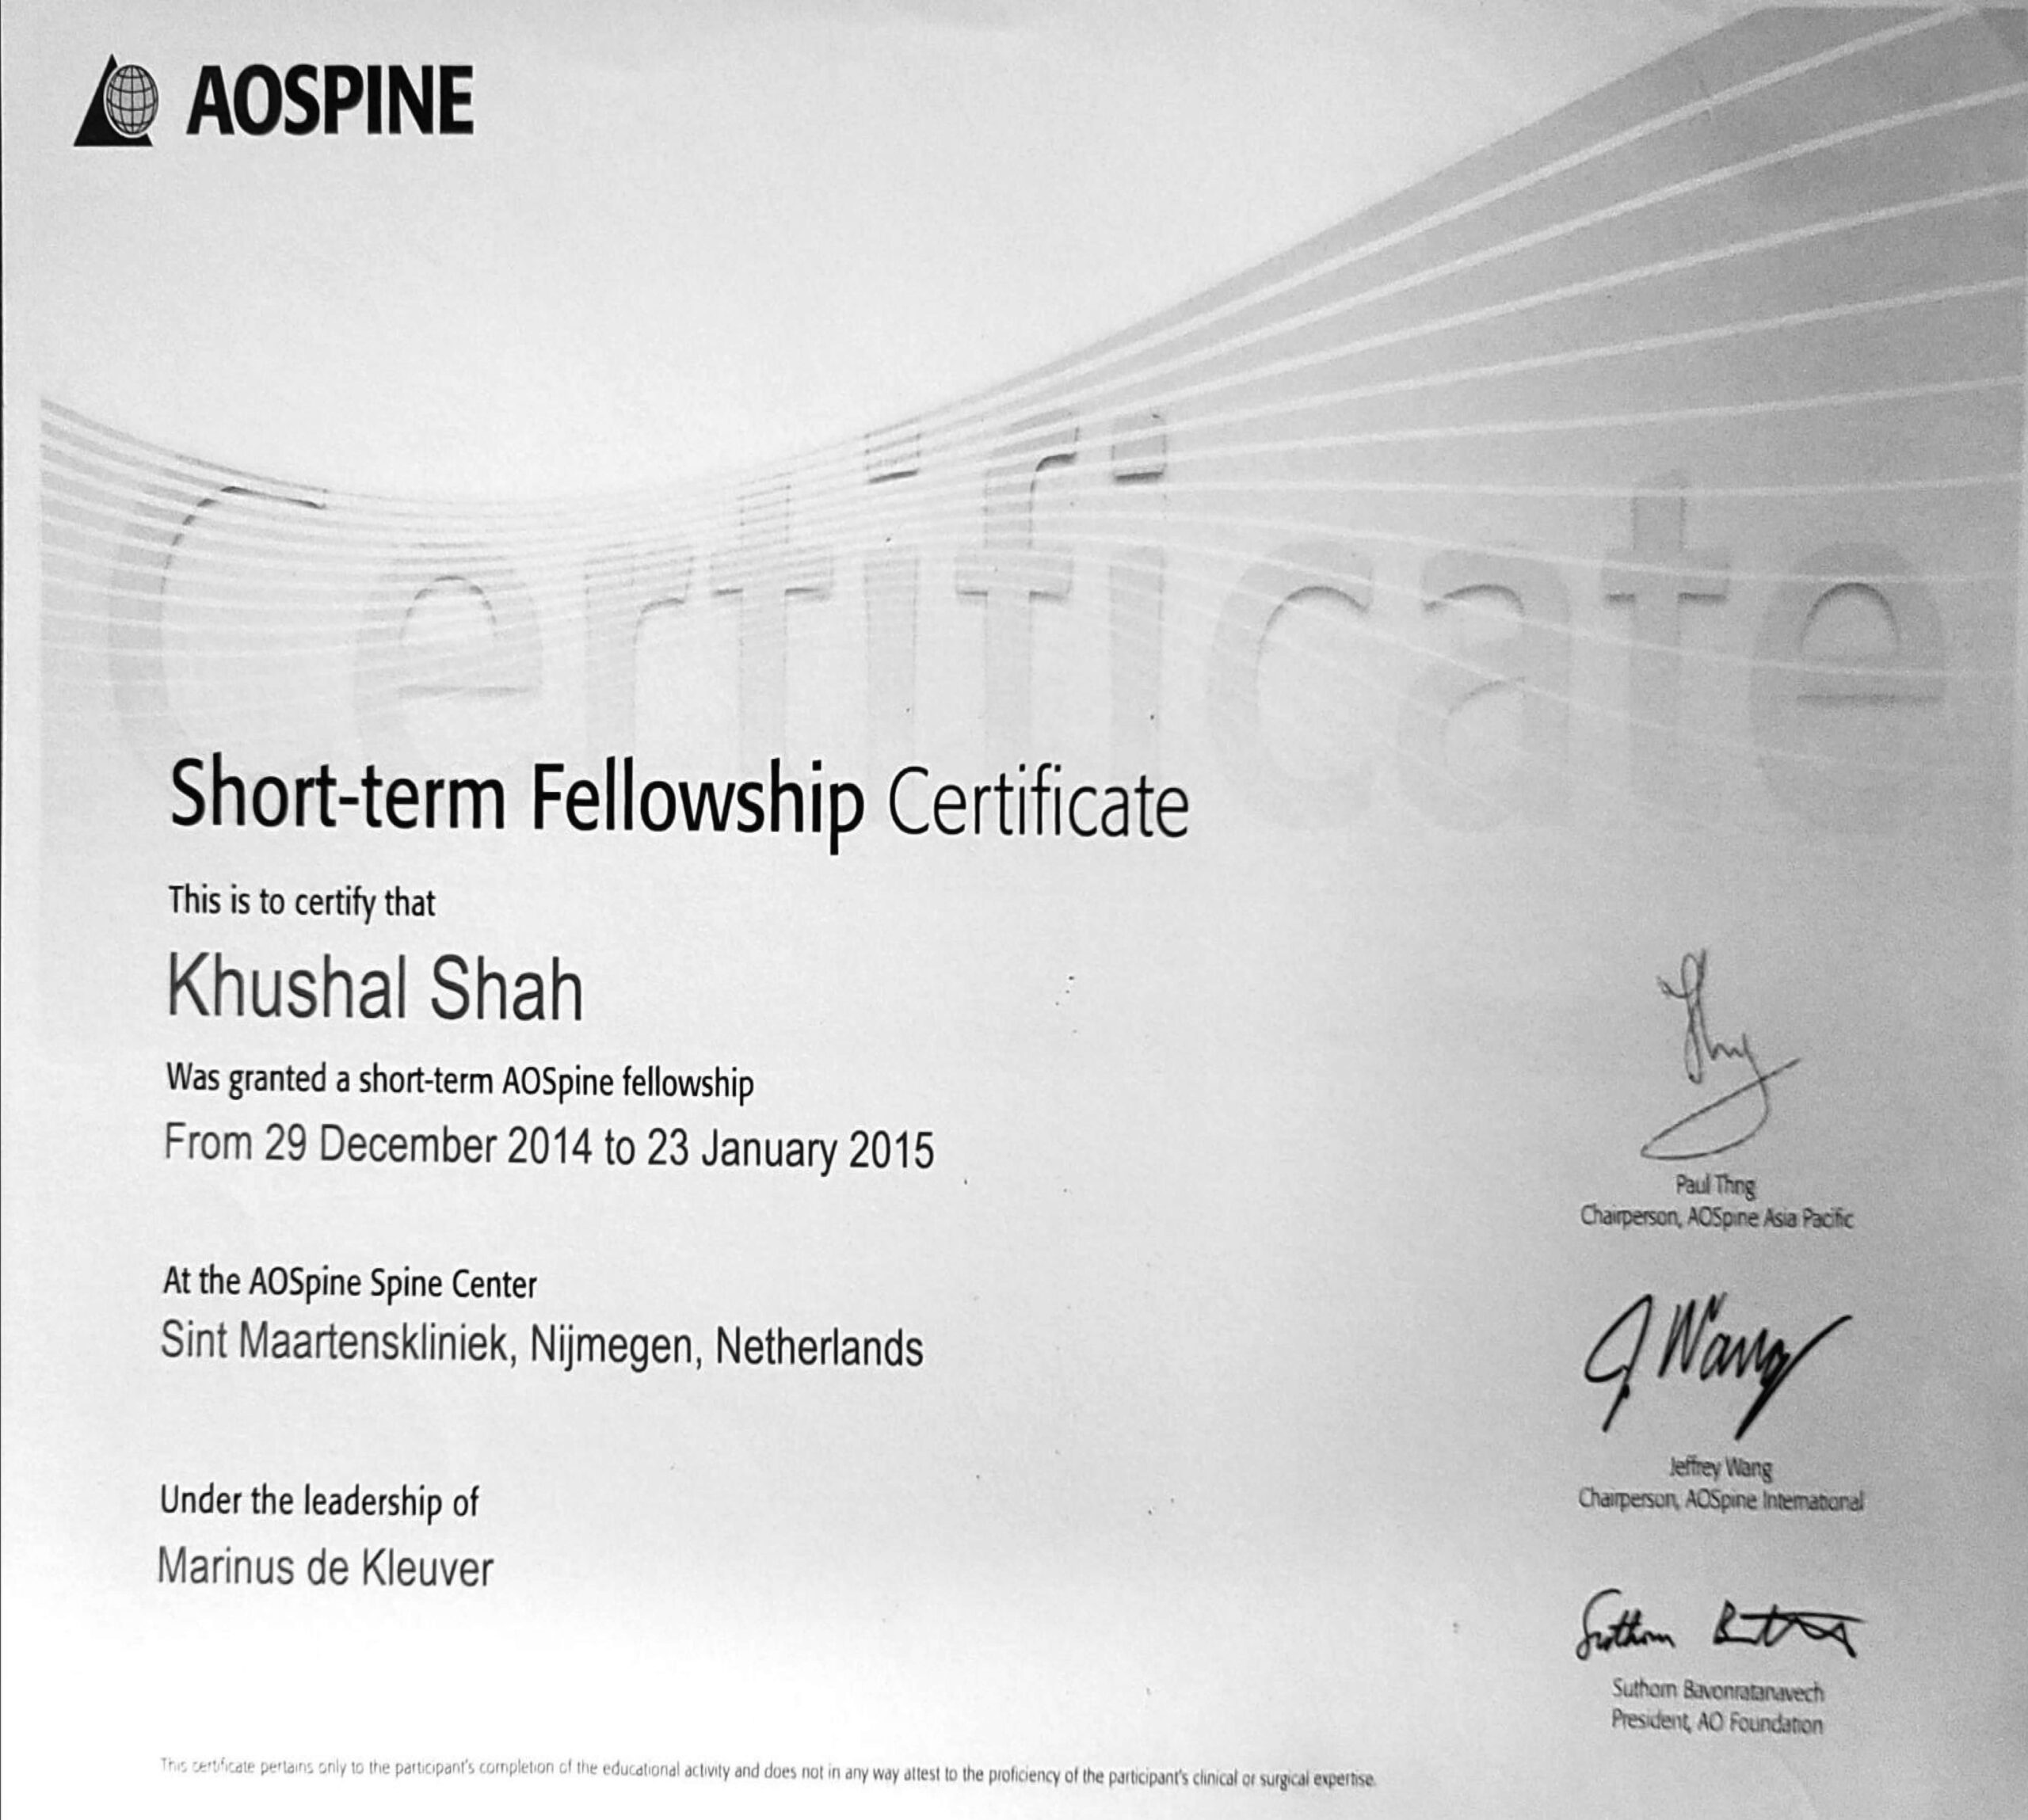 AOSPINE
Certificate
Short-term Fellowship Certificate
This is to certify that
Khushal Shah
Was granted a short-term AOSpine fellowship
From 29 December 2014 to 23 January 2015
At the AOSpine Spine Center
Sint Maartenskliniek, Nijmegen, Netherlands
Under the leadership of
Marinus de Kleuver
Paul Thng
Chairperson, AOSpine Asia Pacific
J Wang
Jeffrey Wang
Chairperson, AOSpine International
Suthorn
Suthorn Bavonratanavech
President, AO Foundation
This certificate pertains only to the participant's completion of the educational activity and does not in any way attest to the proficiency of the participant's clinical or surgical expertise.